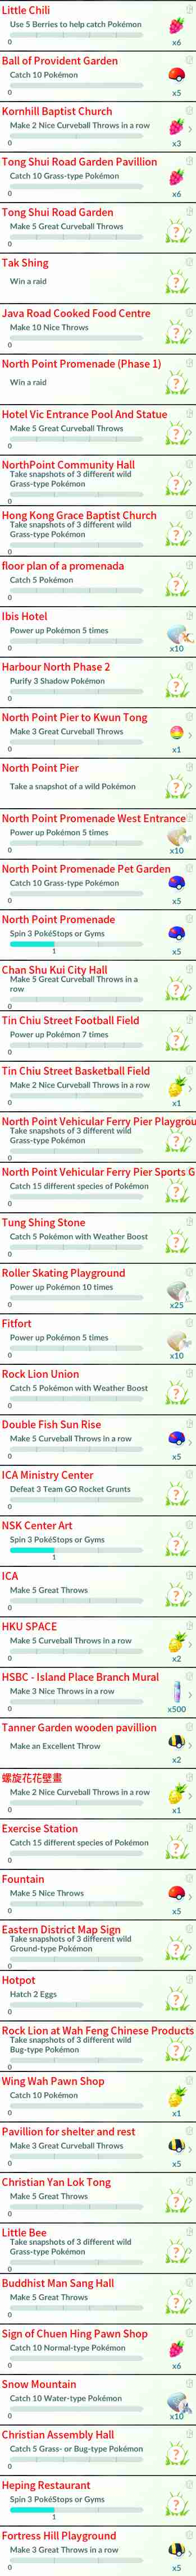 Little Chili
Use 5 Berries to help catch Pokémon
0
x6
Ball of Provident Garden
Catch 10 Pokémon
0
x5
Kornhill Baptist Church
Make 2 Nice Curveball Throws in a row
0
x3
Tong Shui Road Garden Pavillion
Catch 10 Grass-type Pokémon
0
x6
Tong Shui Road Garden
Make 5 Great Curveball Throws
0
Tak Shing
Win a raid
Java Road Cooked Food Centre
Make 10 Nice Throws
0
North Point Promenade (Phase 1)
Win a raid
Hotel Vic Entrance Pool And Statue
Make 5 Great Curveball Throws
0
NorthPoint Community Hall
Take snapshots of 3 different wild
Grass-type Pokémon
0
Hong Kong Grace Baptist Church
Take snapshots of 3 different wild
Grass-type Pokémon
0
floor plan of a promenada
Catch 5 Pokémon
0
Ibis Hotel
Power up Pokémon 5 times
0
x10
Harbour North Phase 2
Purify 3 Shadow Pokémon
0
North Point Pier to Kwun Tong
Make 3 Great Curveball Throws
0
x1
North Point Pier
Take a snapshot of a wild Pokémon
North Point Promenade West Entrance
Power up Pokémon 5 times
0
x10
North Point Promenade Pet Garden
Catch 10 Grass-type Pokémon
0
x5
North Point Promenade
Spin 3 PokéStops or Gyms
1
x5
Chan Shu Kui City Hall
Make 5 Great Curveball Throws in a
row
0
Tin Chiu Street Football Field
Power up Pokémon 7 times
0
Tin Chiu Street Basketball Field
Make 2 Nice Curveball Throws in a row
0
x1
North Point Vehicular Ferry Pier Playgrou
Take snapshots of 3 different wild
Grass-type Pokémon
0
North Point Vehicular Ferry Pier Sports G
Catch 15 different species of Pokémon
0
Tung Shing Stone
Catch 5 Pokémon with Weather Boost
0
Roller Skating Playground
Power up Pokémon 10 times
0
x25
Fitfort
Power up Pokémon 5 times
0
x10
Rock Lion Union
Catch 5 Pokémon with Weather Boost
0
Double Fish Sun Rise
Make 5 Curveball Throws in a row
0
x5
ICA Ministry Center
Defeat 3 Team GO Rocket Grunts
0
NSK Center Art
Spin 3 PokéStops or Gyms
1
ICA
Make 5 Great Throws
0
HKU SPACE
Make 5 Curveball Throws in a row
0
x2
HSBC - Island Place Branch Mural
Make 3 Nice Throws in a row
0
x500
Tanner Garden wooden pavillion
Make an Excellent Throw
x2
螺旋花花壁畫
Make 2 Nice Curveball Throws in a row
0
x1
Exercise Station
Catch 15 different species of Pokémon
0
Fountain
Make 5 Nice Throws
0
x5
Eastern District Map Sign
Take snapshots of 3 different wild
Ground-type Pokémon
0
Hotpot
Hatch 2 Eggs
0
Rock Lion at Wah Feng Chinese Products
Take snapshots of 3 different wild
Bug-type Pokémon
0
Wing Wah Pawn Shop
Catch 10 Pokémon
0
x1
Pavillion for shelter and rest
Make 3 Great Curveball Throws
0
x5
Christian Yan Lok Tong
Make 5 Great Throws
0
Little Bee
Take snapshots of 3 different wild
Grass-type Pokémon
0
Buddhist Man Sang Hall
Make 5 Great Throws
0
Sign of Chuen Hing Pawn Shop
Catch 10 Normal-type Pokémon
0
x6
Snow Mountain
Catch 10 Water-type Pokémon
0
x10
Christian Assembly Hall
Catch 5 Grass- or Bug-type Pokémon
0
Heping Restaurant
Spin 3 PokéStops or Gyms
1
Fortress Hill Playground
Make 3 Great Throws in a row
0
x5